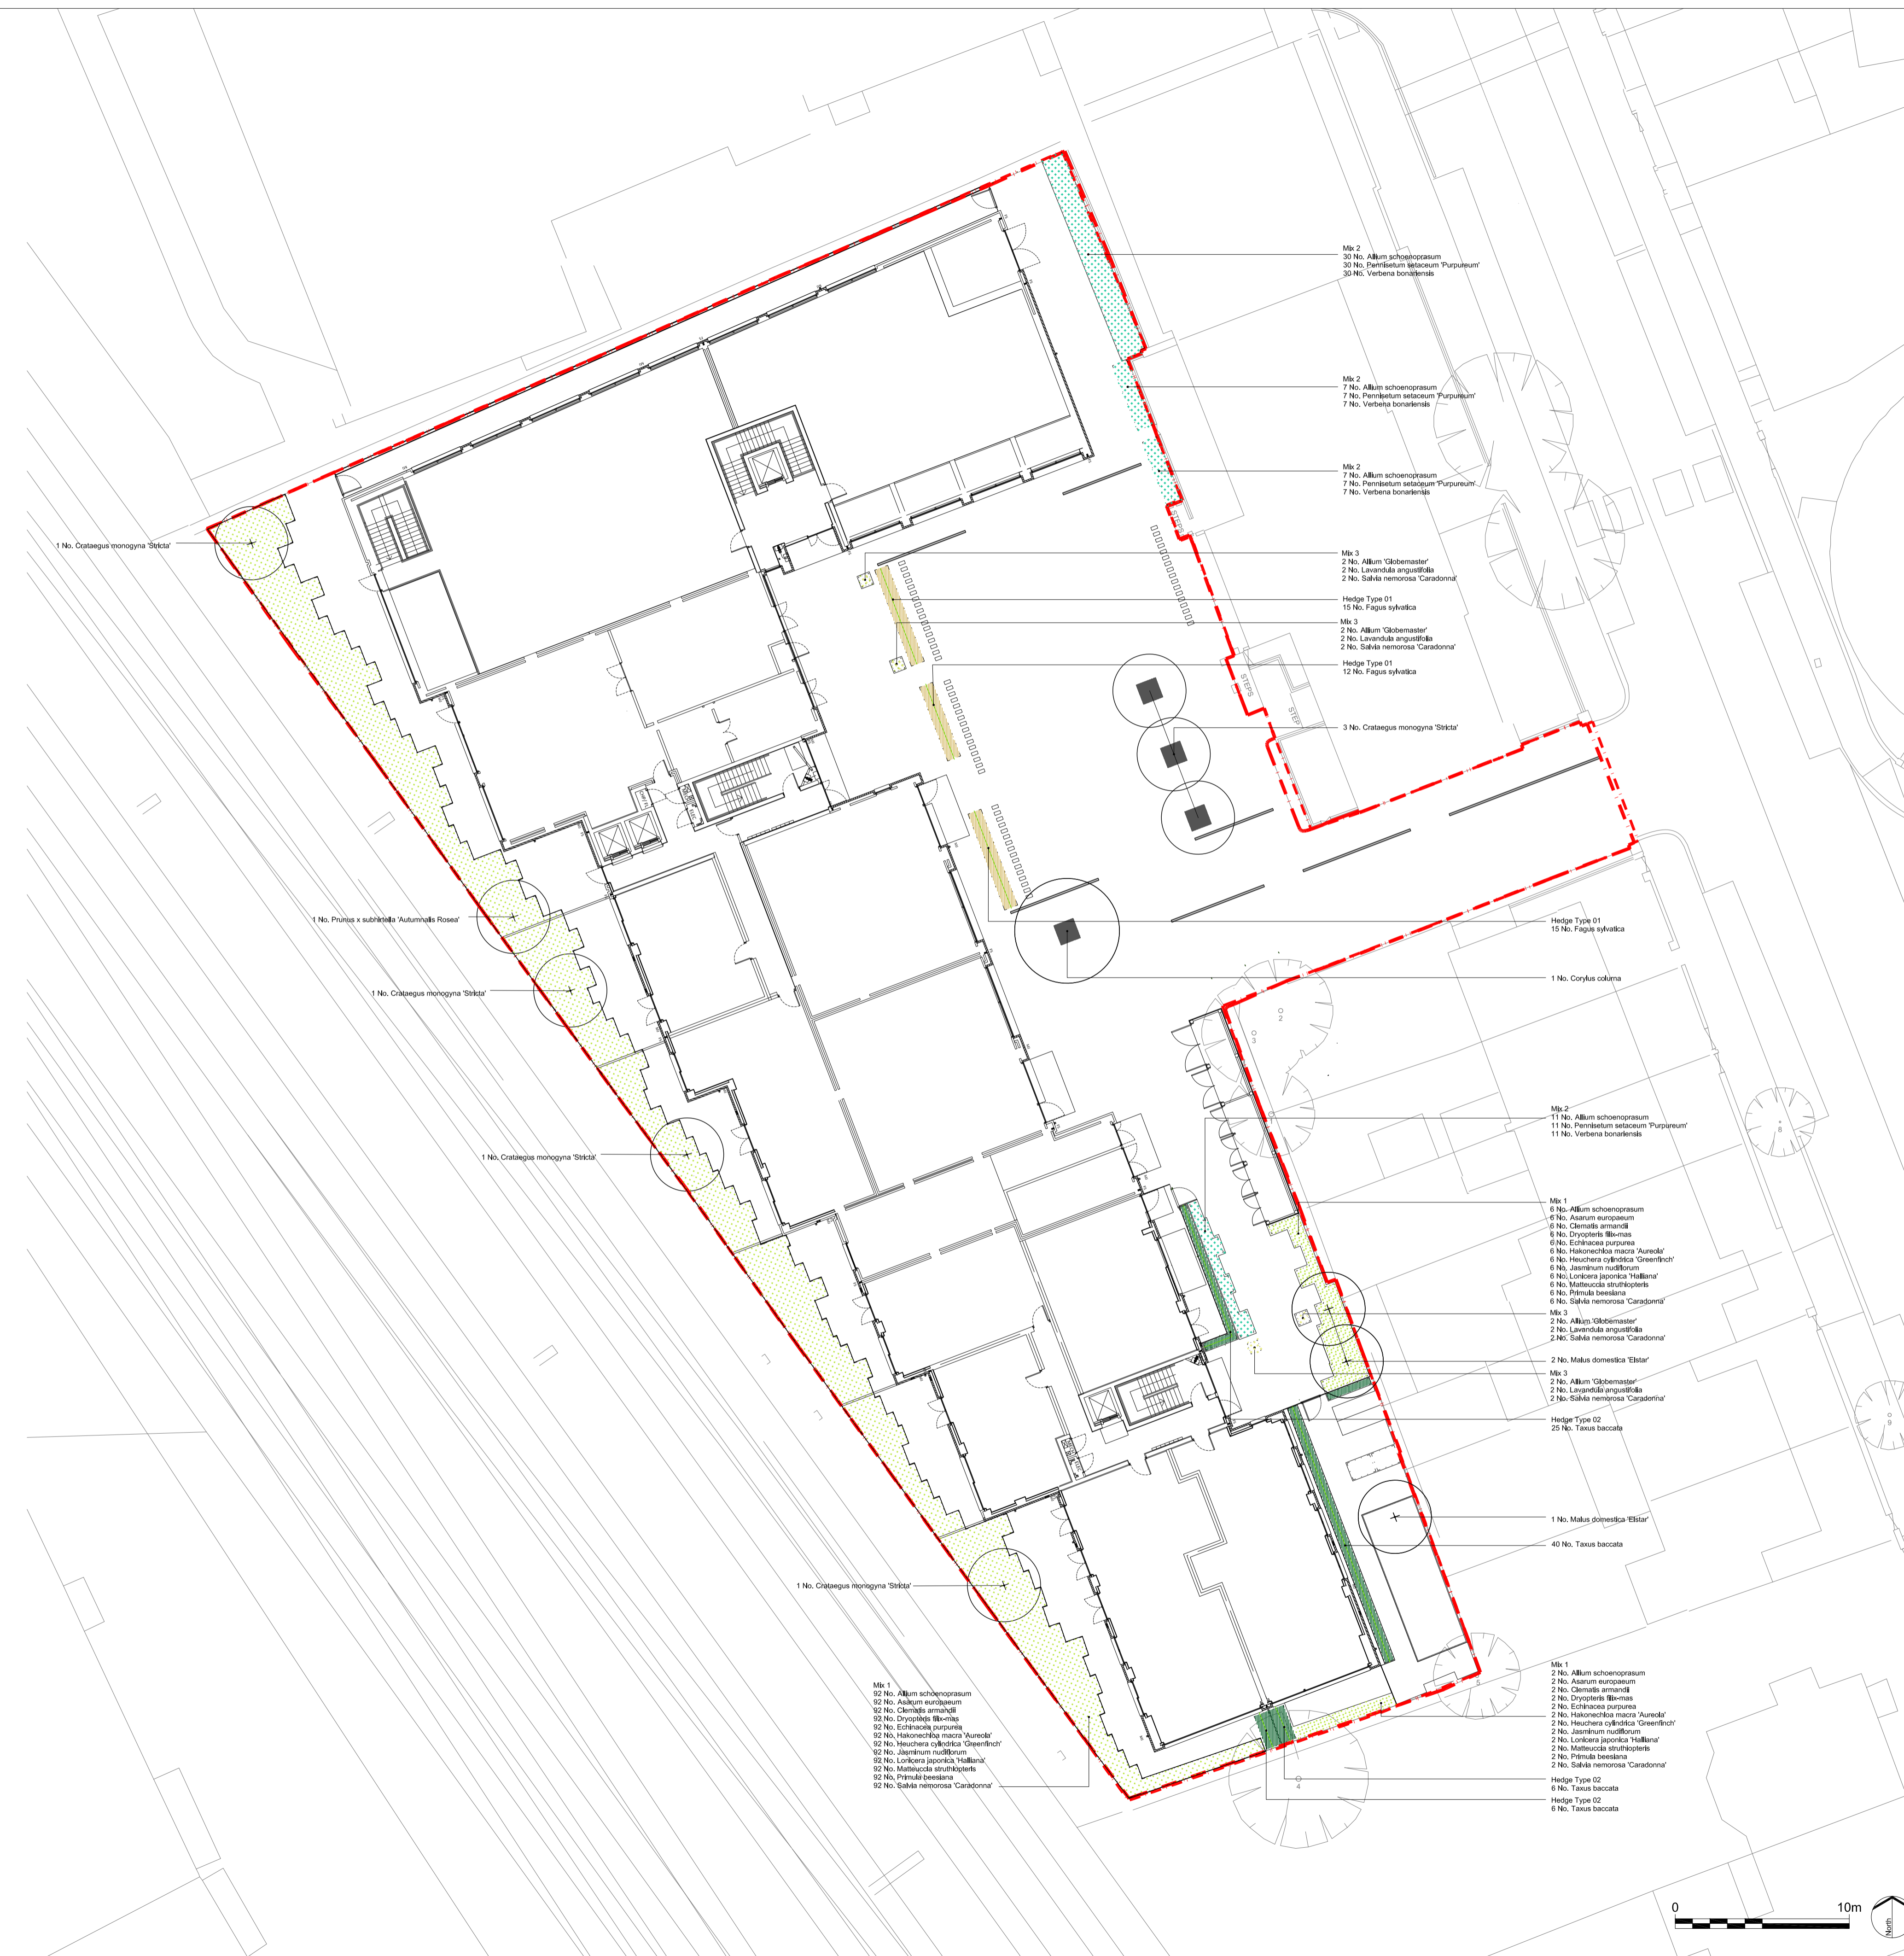 Mix 2
30 No. Allium schoenoprasum
30 No. Pennisetum setaceum 'Purpureum'
30 No. Verbena bonariensis
Mix 2
7 No. Allium schoenoprasum
7 No. Pennisetum setaceum 'Purpureum'
7 No. Verbena bonariensis
Mix 2
7 No. Allium schoenoprasum
7 No. Pennisetum setaceum 'Purpureum'
7 No. Verbena bonariensis
STEPS
1 No. Crataegus monogyna 'Stricta'
Mix 3
2 No. Allium 'Globemaster'
2 No. Lavandula angustifolia
2 No. Salvia nemorosa 'Caradonna'
Hedge Type 01
15 No. Fagus sylvatica
Mix 3
2 No. Allium 'Globemaster'
2 No. Lavandula angustifolia
2 No. Salvia nemorosa 'Caradonna'
Hedge Type 01
12 No. Fagus sylvatica
STEPS
STEP
3 No. Crataegus monogyna 'Stricta'
1 No. Prunus x subhirtella 'Autumnalis Rosea'
Hedge Type 01
15 No. Fagus sylvatica
1 No. Corylus colurna
1 No. Crataegus monogyna 'Stricta'
2
3
Mix 2
11 No. Allium schoenoprasum
11 No. Pennisetum setaceum 'Purpureum'
11 No. Verbena bonariensis
8
1 No. Crataegus monogyna 'Stricta'
Mix 1
6 No. Allium schoenoprasum
6 No. Asarum europaeum
6 No. Clematis armandii
6 No. Dryopteris filix-mas
6 No. Echinacea purpurea
6 No. Hakonechloa macra 'Aureola'
6 No. Heuchera cylindrica 'Greenfinch'
6 No. Jasminum nudiflorum
6 No. Lonicera japonica 'Halliana'
6 No. Matteuccia struthiopteris
6 No. Primula beesiana
6 No. Salvia nemorosa 'Caradonna'
Mix 3
2 No. Allium 'Globemaster'
2 No. Lavandula angustifolia
2 No. Salvia nemorosa 'Caradonna'
2 No. Malus domestica 'Elstar'
Mix 3
2 No. Allium 'Globemaster'
2 No. Lavandula angustifolia
2 No. Salvia nemorosa 'Caradonna'
9
Hedge Type 02
25 No. Taxus baccata
1 No. Malus domestica 'Elstar'
40 No. Taxus baccata
1 No. Crataegus monogyna 'Stricta'
5
Mix 1
92 No. Allium schoenoprasum
92 No. Asarum europaeum
92 No. Clematis armandii
92 No. Dryopteris filix-mas
92 No. Echinacea purpurea
92 No. Hakonechloa macra 'Aureola'
92 No. Heuchera cylindrica 'Greenfinch'
92 No. Jasminum nudiflorum
92 No. Lonicera japonica 'Halliana'
92 No. Matteuccia struthiopteris
92 No. Primula beesiana
92 No. Salvia nemorosa 'Caradonna'
Mix 1
2 No. Allium schoenoprasum
2 No. Asarum europaeum
2 No. Clematis armandii
2 No. Dryopteris filix-mas
2 No. Echinacea purpurea
2 No. Hakonechloa macra 'Aureola'
2 No. Heuchera cylindrica 'Greenfinch'
2 No. Jasminum nudiflorum
2 No. Lonicera japonica 'Halliana'
2 No. Matteuccia struthiopteris
2 No. Primula beesiana
2 No. Salvia nemorosa 'Caradonna'
4
Hedge Type 02
6 No. Taxus baccata
Hedge Type 02
6 No. Taxus baccata
0 10m
North